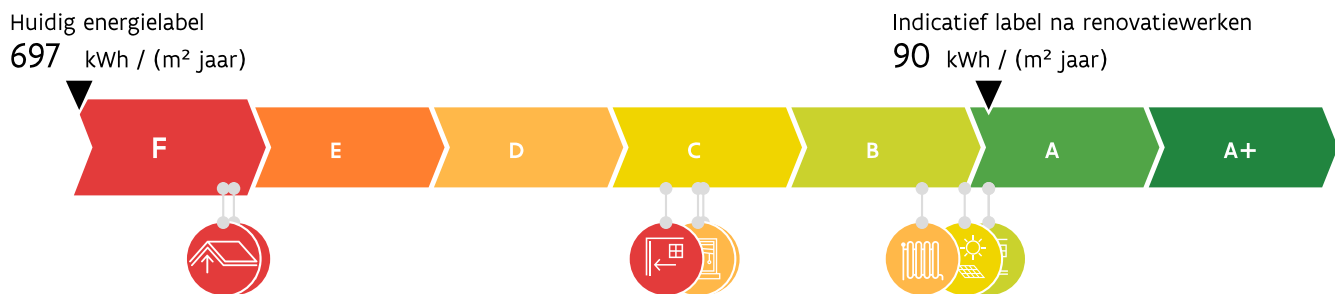 Huidig energielabel
697 kWh / (m² jaar)
Indicatief label na renovatiewerken
90 kWh / (m² jaar)
F E D C B A A+